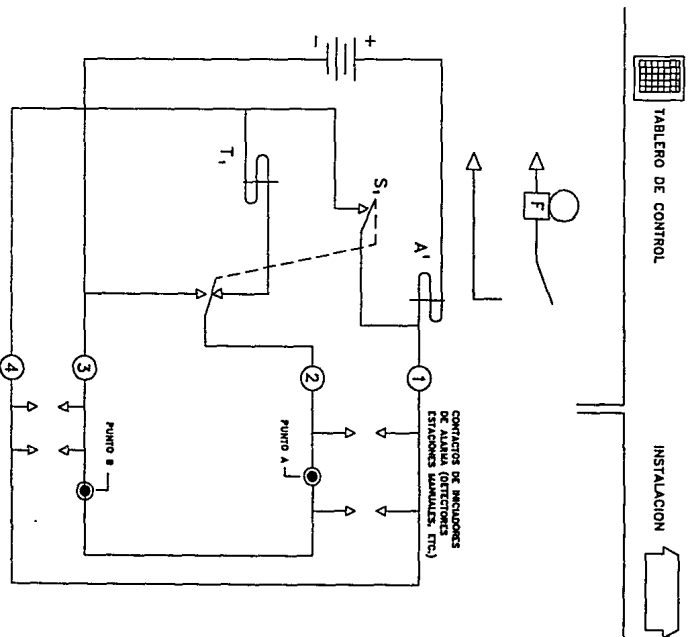 TABLERO DE CONTROL
INSTALACION
F
+
-
S₁
A'
T₁
1
CONTACTOS DE INICIADORES
DE ALARMA (DETECTORES
ESTACIONES MANUALES, ETC.)
2
PUNTO A
3
PUNTO B
4